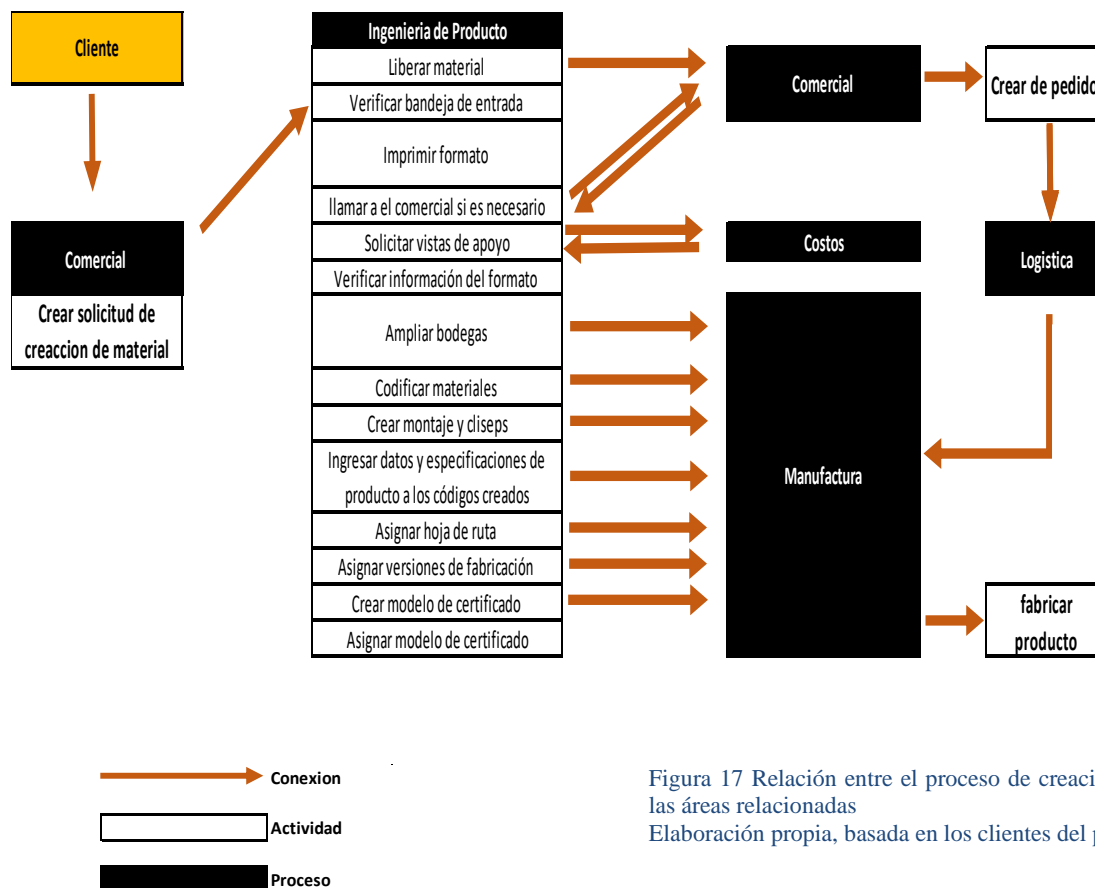 Cliente
Comercial
Crear solicitud de
creaccion de material
Ingenieria de Producto
Liberar material
Verificar bandeja de entrada
Imprimir formato
llamar a el comercial si es necesario
Solicitar vistas de apoyo
Verificar información del formato
Ampliar bodegas
Codificar materiales
Crear montaje y cliseps
Ingresar datos y especificaciones de
producto a los códigos creados
Asignar hoja de ruta
Asignar versiones de fabricación
Crear modelo de certificado
Asignar modelo de certificado
Comercial
Costos
Manufactura
Crear de pedido
Logistica
fabricar
producto
Conexion
Actividad
Proceso
Figura 17 Relación entre el proceso de creaci
las áreas relacionadas
Elaboración propia, basada en los clientes del p